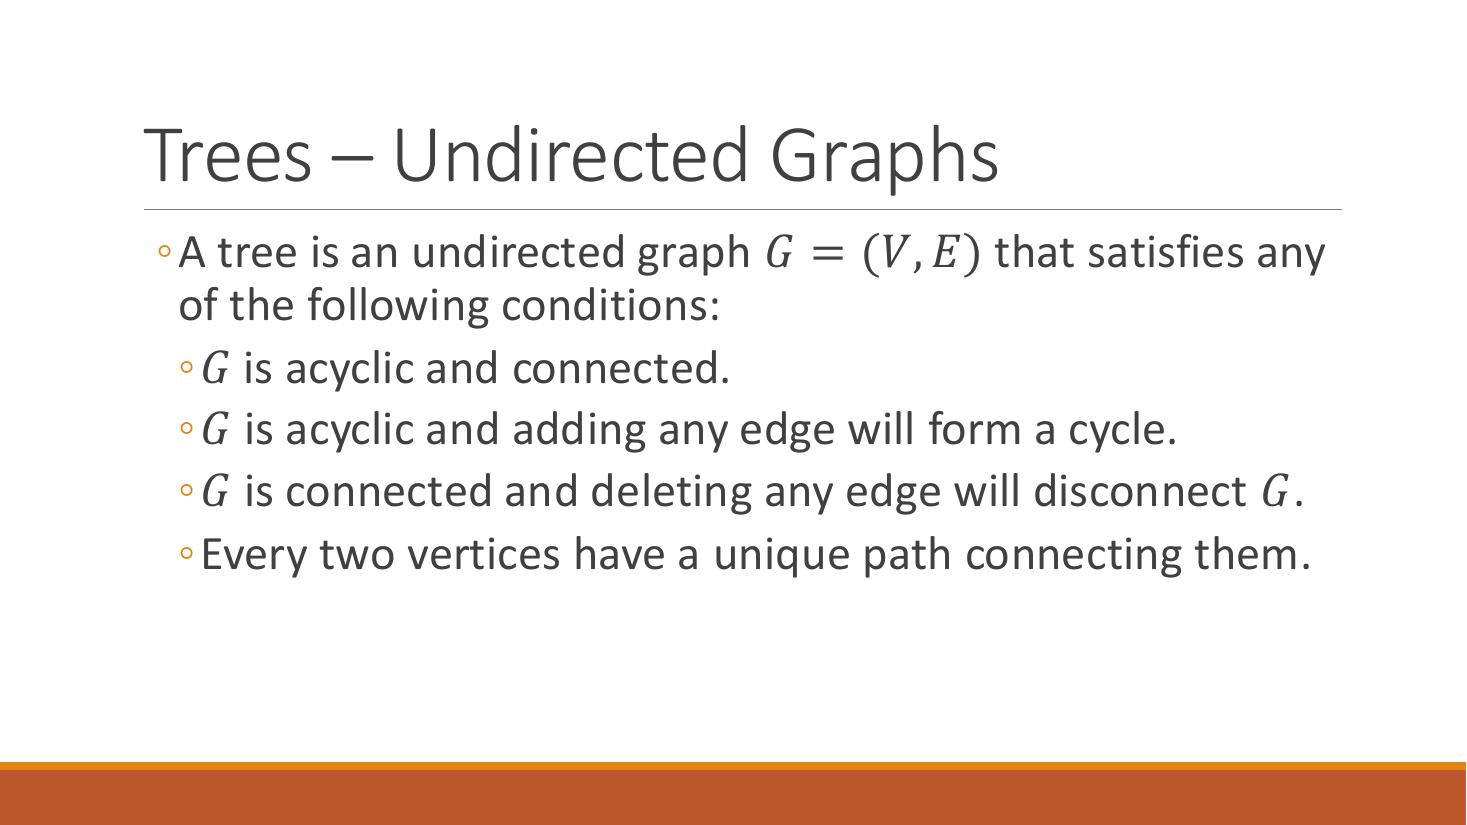 Trees – Undirected Graphs
◦ A tree is an undirected graph 𝐺 = (𝑉, 𝐸) that satisfies any
of the following conditions:
◦ 𝐺 is acyclic and connected.
◦ 𝐺 is acyclic and adding any edge will form a cycle.
◦ 𝐺 is connected and deleting any edge will disconnect 𝐺.
◦ Every two vertices have a unique path connecting them.